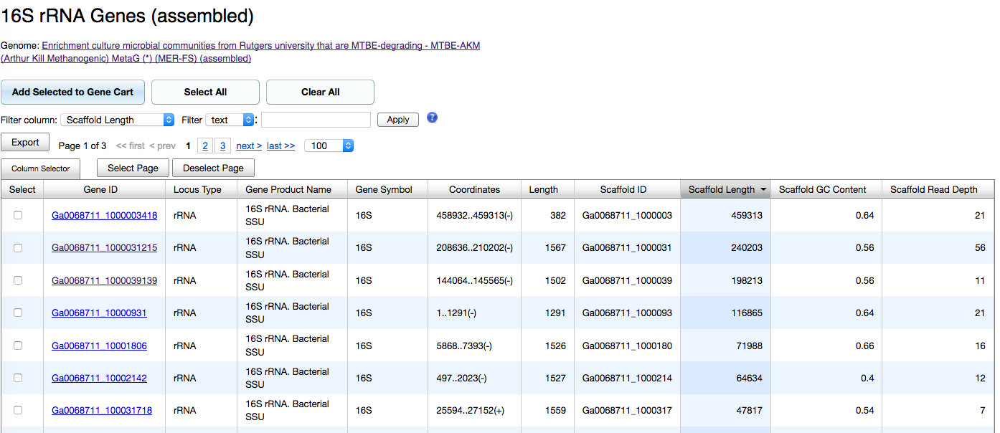 16S rRNA Genes (assembled)
Genome: Enrichment culture microbial communities from Rutgers university that are MTBE-degrading - MTBE-AKM
(Arthur Kill Methanogenic) MetaG (*) (MER-FS) (assembled)
Add Selected to Gene Cart Select All Clear All
Filter column: Scaffold Length Filter text : Apply ?
Export Page 1 of 3 << first < prev 1 2 3 next > last >> 100
Column Selector Select Page Deselect Page
Select Gene ID Locus Type Gene Product Name Gene Symbol Coordinates Length Scaffold ID Scaffold Length Scaffold GC Content Scaffold Read Depth
Ga0068711_1000003418 rRNA 16S rRNA. Bacterial SSU 16S 458932..459313(-) 382 Ga0068711_1000003 459313 0.64 21
Ga0068711_1000031215 rRNA 16S rRNA. Bacterial SSU 16S 208636..210202(-) 1567 Ga0068711_1000031 240203 0.56 56
Ga0068711_1000039139 rRNA 16S rRNA. Bacterial SSU 16S 144064..145565(-) 1502 Ga0068711_1000039 198213 0.56 11
Ga0068711_10000931 rRNA 16S rRNA. Bacterial SSU 16S 1..1291(-) 1291 Ga0068711_1000093 116865 0.64 21
Ga0068711_10001806 rRNA 16S rRNA. Bacterial SSU 16S 5868..7393(-) 1526 Ga0068711_1000180 71988 0.66 16
Ga0068711_10002142 rRNA 16S rRNA. Bacterial SSU 16S 497..2023(-) 1527 Ga0068711_1000214 64634 0.4 12
Ga0068711_100031718 rRNA 16S rRNA. Bacterial SSU 16S 25594..27152(+) 1559 Ga0068711_1000317 47817 0.54 7